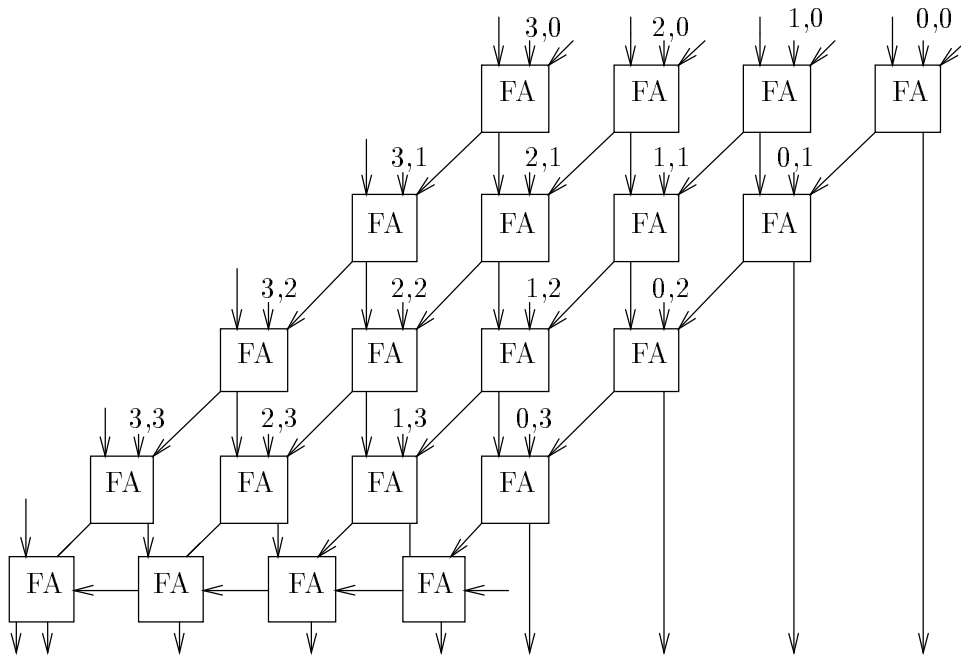 3,0 2,0 1,0 0,0
FA FA FA FA
3,1 2,1 1,1 0,1
FA FA FA FA
3,2 2,2 1,2 0,2
FA FA FA FA
3,3 2,3 1,3 0,3
FA FA FA FA
FA FA FA FA